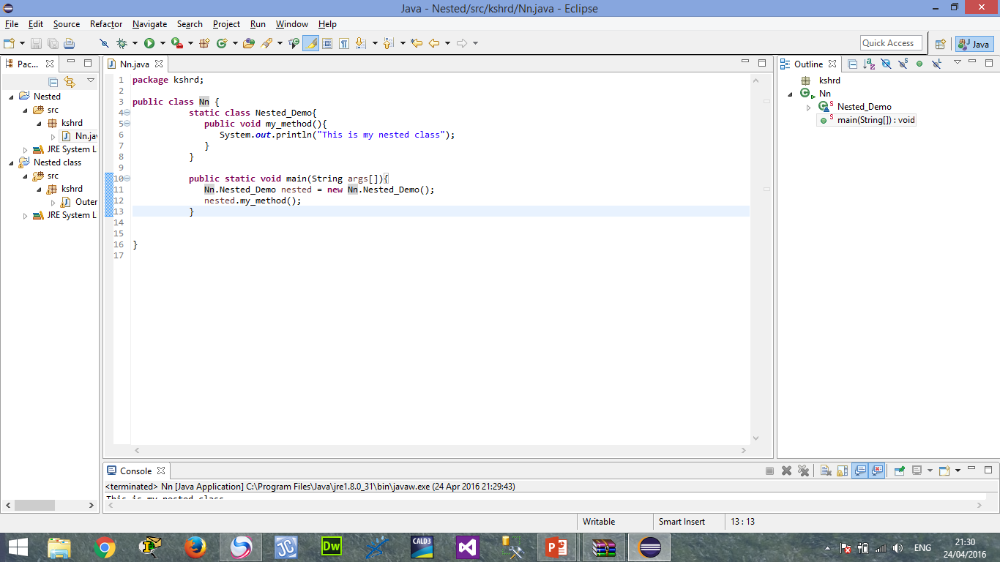 Java - Nested/src/kshrd/Nn.java - Eclipse
File Edit Source Refactor Navigate Search Project Run Window Help
Quick Access
Java
Pac...
Nn.java
Outline
Nested
src
kshrd
Nn.jav
JRE System L
Nested class
src
kshrd
Outer
JRE System L
1 package kshrd;
2
3 public class Nn {
4 static class Nested_Demo{
5 public void my_method(){
6 System.out.println("This is my nested class");
7 }
8 }
9
10 public static void main(String args[]){
11 Nn.Nested_Demo nested = new Nn.Nested_Demo();
12 nested.my_method();
13 }
14
15
16 }
17
kshrd
Nn
Nested_Demo
main(String[]) : void
Console
<terminated> Nn [Java Application] C:\Program Files\Java\jre1.8.0_31\bin\javaw.exe (24 Apr 2016 21:29:43)
This is my nested class
Writable Smart Insert 13 : 13
JC
Dw
CALD3
ENG
21:30
24/04/2016